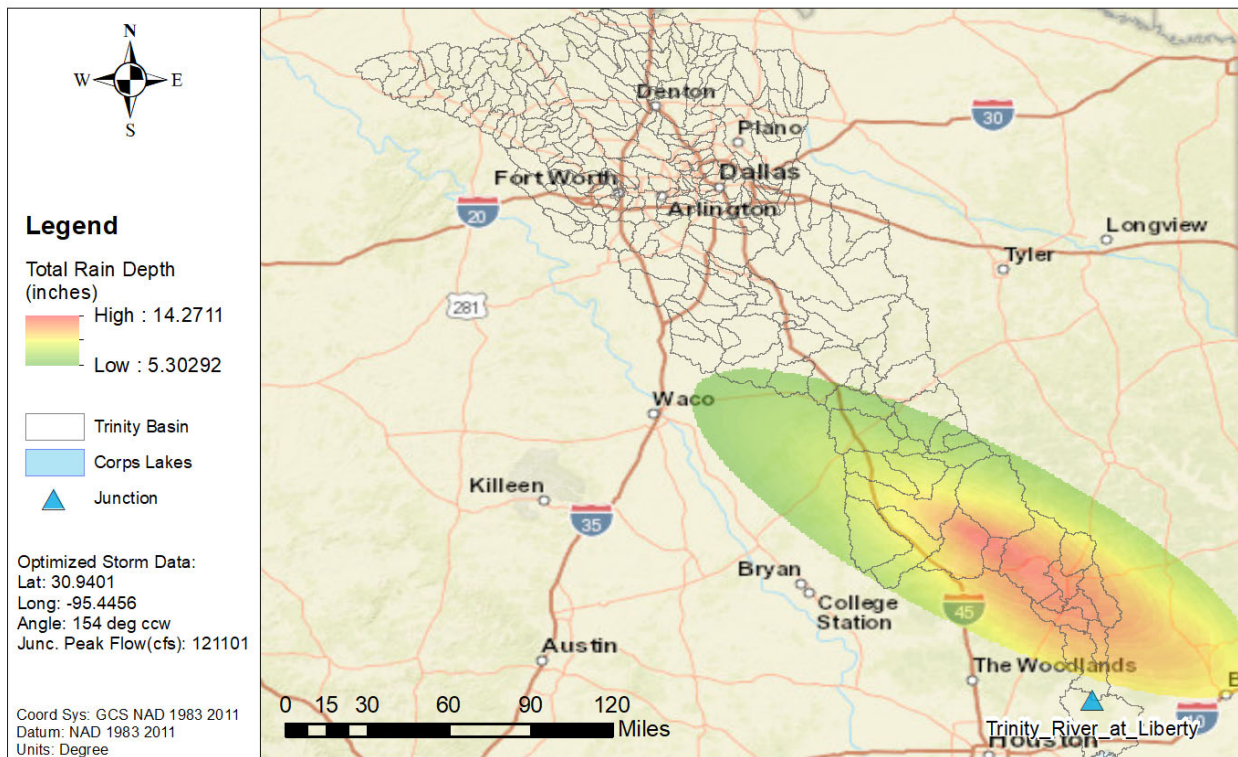 N
W E
S
Legend
Total Rain Depth
(inches)
High : 14.2711
Low : 5.30292
Trinity Basin
Corps Lakes
Junction
Optimized Storm Data:
Lat: 30.9401
Long: -95.4456
Angle: 154 deg ccw
Junc. Peak Flow(cfs): 121101
Coord Sys: GCS NAD 1983 2011
Datum: NAD 1983 2011
Units: Degree
Denton
Plano
30
Fort Worth
Dallas
Arlington
20
Longview
Tyler
281
Waco
Killeen
35
Bryan
College
Station
45
Austin
The Woodlands
B
10
Trinity_River_at_Liberty
Houston
0 15 30 60 90 120
Miles